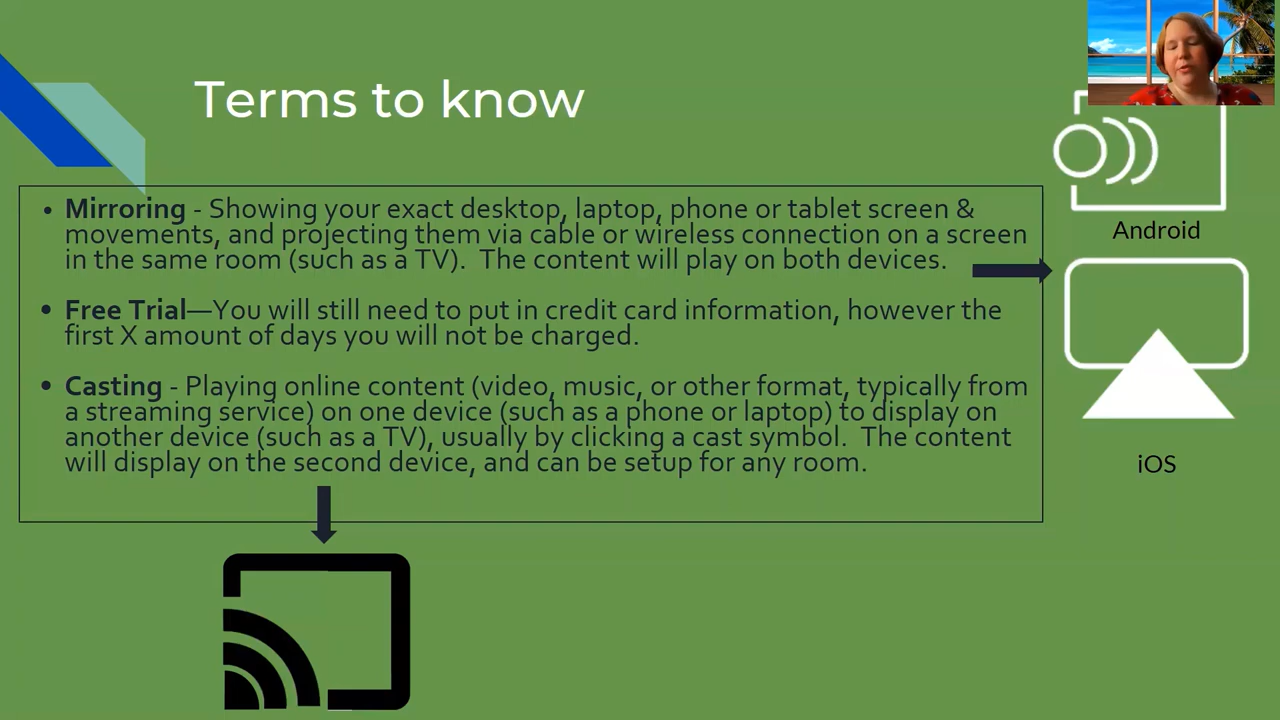 Terms to know
• Mirroring - Showing your exact desktop, laptop, phone or tablet screen &
movements, and projecting them via cable or wireless connection on a screen
in the same room (such as a TV).  The content will play on both devices.
• Free Trial—You will still need to put in credit card information, however the
first X amount of days you will not be charged.
• Casting - Playing online content (video, music, or other format, typically from
a streaming service) on one device (such as a phone or laptop) to display on
another device (such as a TV), usually by clicking a cast symbol.  The content
will display on the second device, and can be setup for any room.
Android
iOS